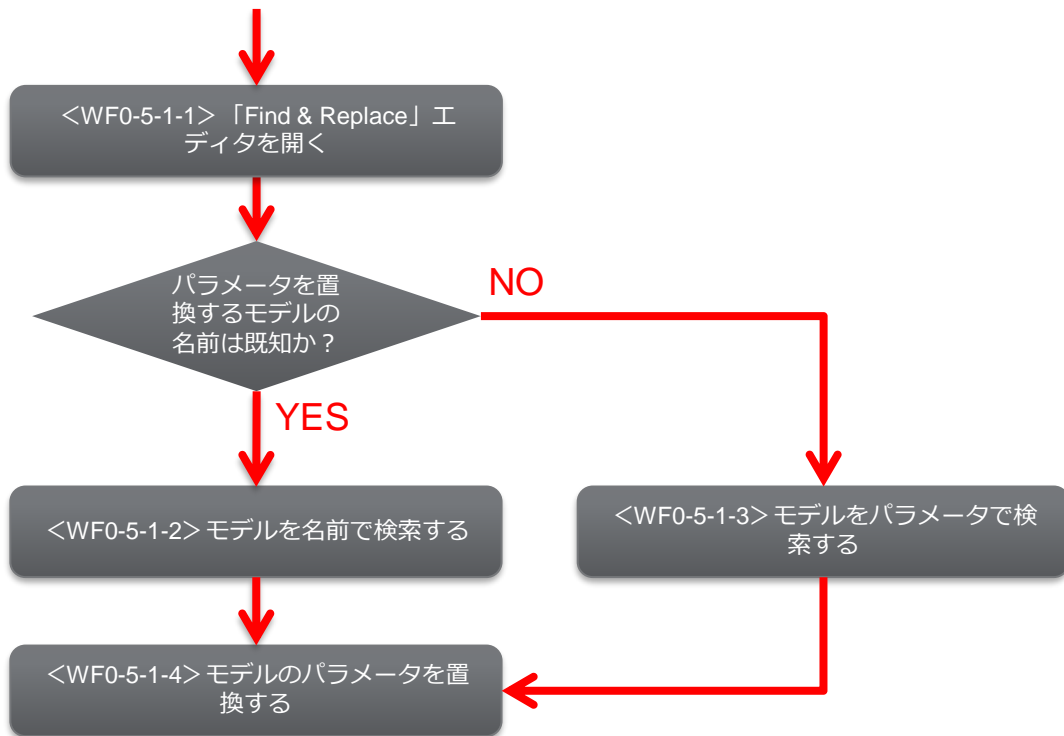 <WF0-5-1-1>「Find & Replace」エ
ディタを開く
パラメータを置
換するモデルの
名前は既知か？
NO
YES
<WF0-5-1-2>モデルを名前で検索する
<WF0-5-1-3>モデルをパラメータで検
索する
<WF0-5-1-4>モデルのパラメータを置
換する